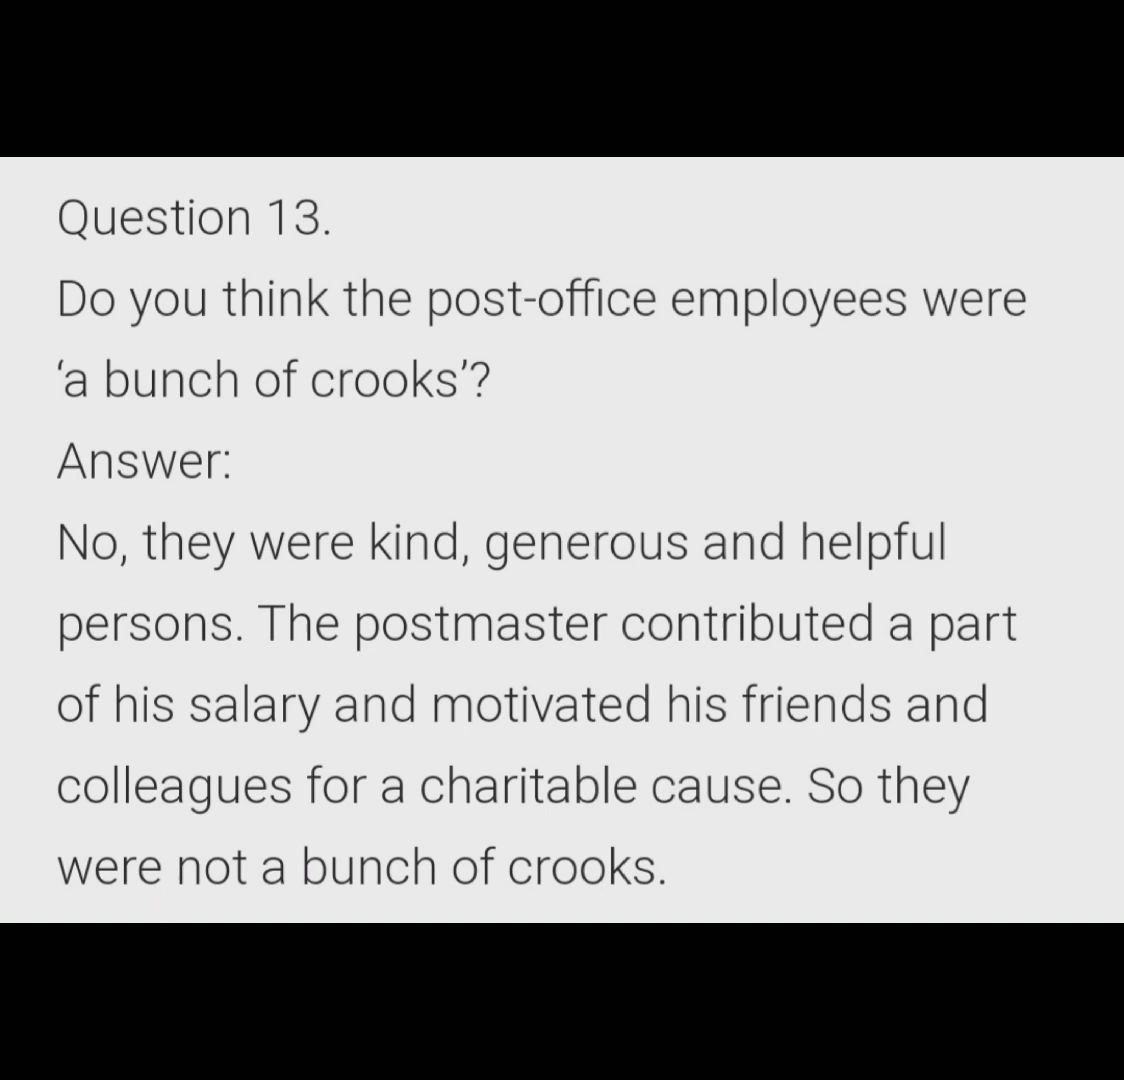 Question 13.
Do you think the post-office employees were
‘a bunch of crooks’?
Answer:
No, they were kind, generous and helpful
persons. The postmaster contributed a part
of his salary and motivated his friends and
colleagues for a charitable cause. So they
were not a bunch of crooks.